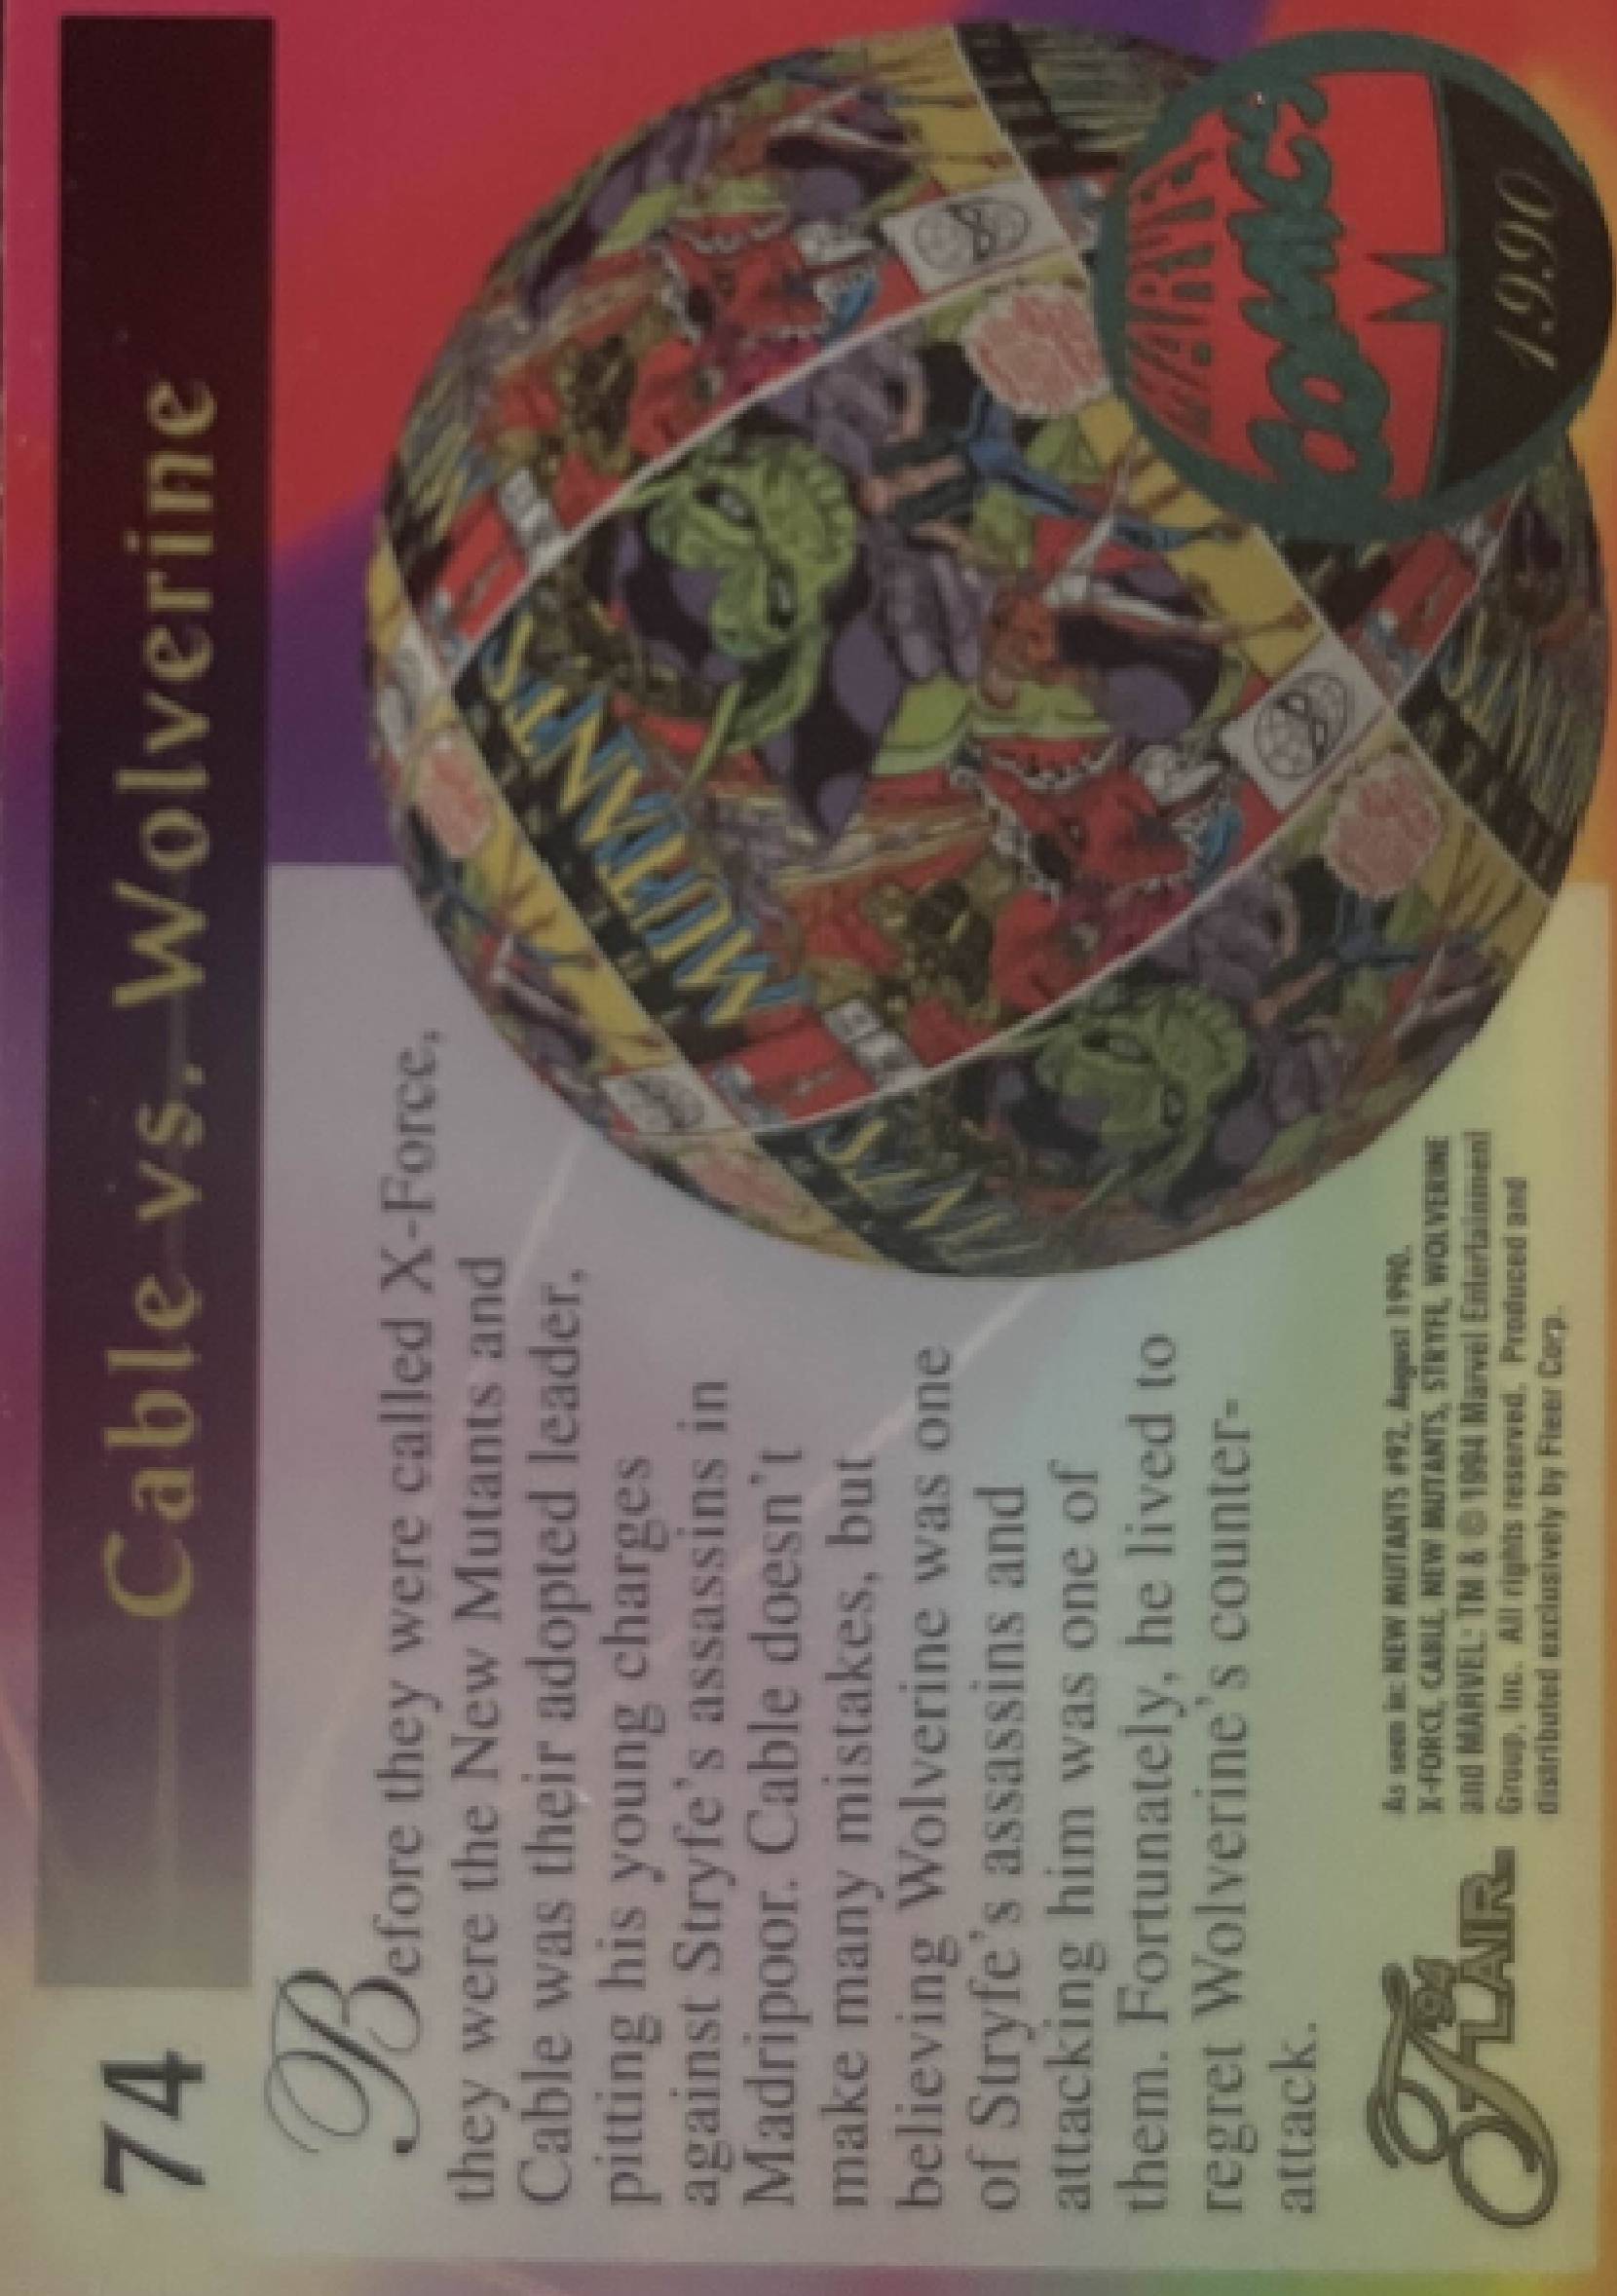 74
Cable vs. Wolverine
Before they were called X-Force,
they were the New Mutants and
Cable was their adopted leader,
pitting his young charges
against Stryfe's assassins in
Madripoor. Cable doesn't
make many mistakes, but
believing Wolverine was one
of Stryfe's assassins and
attacking him was one of
them. Fortunately, he lived to
regret Wolverine's counter-
attack.
MUTANTS
'94
FLAIR
As seen in: NEW MUTANTS #92, August 1990.
X-FORCE, CABLE, NEW MUTANTS, STRYFE, WOLVERINE
and MARVEL: TM & © 1994 Marvel Entertainment
Group, Inc. All rights reserved. Produced and
distributed exclusively by Fleer Corp.
MARVEL
COMICS
M
1990